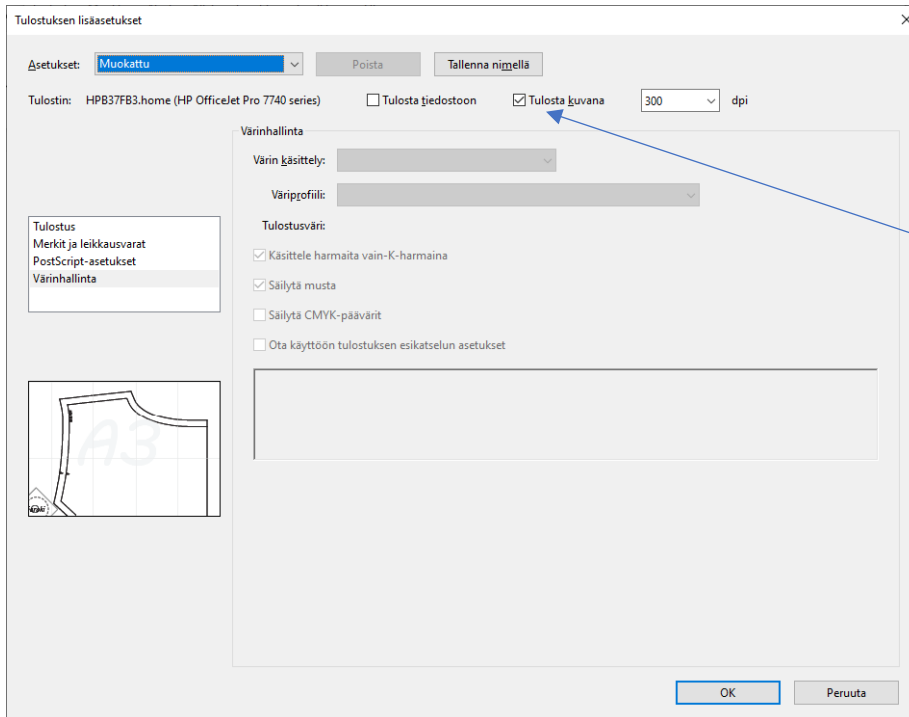 Tulostuksen lisäasetukset
Asetukset: Muokattu Poista Tallenna nimellä
Tulostin: HPB37FB3.home (HP OfficeJet Pro 7740 series) Tulosta tiedostoon Tulosta kuvana 300 dpi
Värinhallinta
Värin käsittely:
Väriprofiili:
Tulostusväri:
Käsittele harmaita vain-K-harmaina
Säilytä musta
Säilytä CMYK-päävärit
Ota käyttöön tulostuksen esikatselun asetukset
Tulostus
Merkit ja leikkausvarat
PostScript-asetukset
Värinhallinta
A3
OK Peruuta